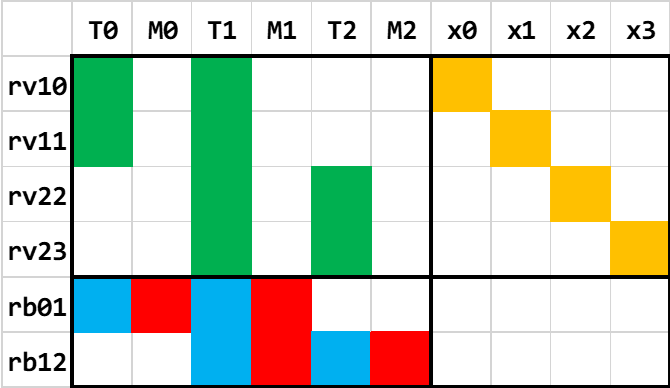 T0 M0 T1 M1 T2 M2 x0 x1 x2 x3
rv10
rv11
rv22
rv23
rb01
rb12